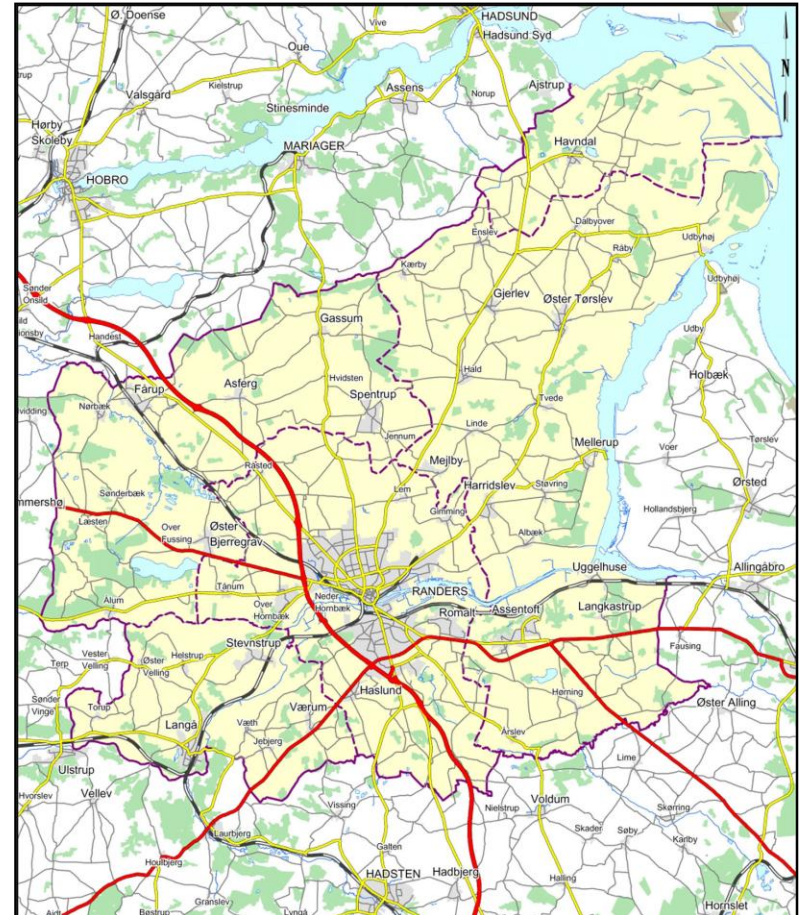 HADSUND
Ø. Doense
Vive
Hadsund Syd
Oue
Kielstrup
Assens
Ajstrup
Valsgård
Norup
Stinesminde
N
Hørby
Skoleby
Havndal
MARIAGER
HOBRO
Dalbyover
Enslev
Udbyhøj
Råby
Kærby
Udbyhøj
Sønder
Onsild
Gjerlev
Øster Tørslev
Gassum
Udby
Handest
Hald
Holbæk
Hvidsten
Asferg
Fårup
Spentrup
Tvede
Nørbæk
Hvidding
Linde
Jennum
Mellerup
Tørslev
Voer
Mejlby
Råsted
Ørsted
Sønderbæk
Lem
Harridslev
Støvring
mmershø
Læsten
Gimming
Hollandsbjerg
Over
Fussing
Øster
Bjerregrav
Albæk
Uggelhuse
Allingåbro
Tånum
Neder
Hornbæk
RANDERS
Ålum
Over
Hornbæk
Romalt
Assentoft
Langkastrup
Stevnstrup
Fausing
Vester
Velling
Øster
Velling
Helstrup
Terp
Haslund
Hørning
Sønder
Vinge
Torup
Værum
Øster Alling
Langå
Væth
Årslev
Jebjerg
Lime
Ulstrup
Hvorslev
Vellev
Vissing
Nielstrup
Voldum
Skørring
Skader
Søby
Karlby
Laurbjerg
Galten
Houlbjerg
HADSTEN
Hadbjerg
Halling
Granslev
Hornslet
Bøstrup
Lyngå